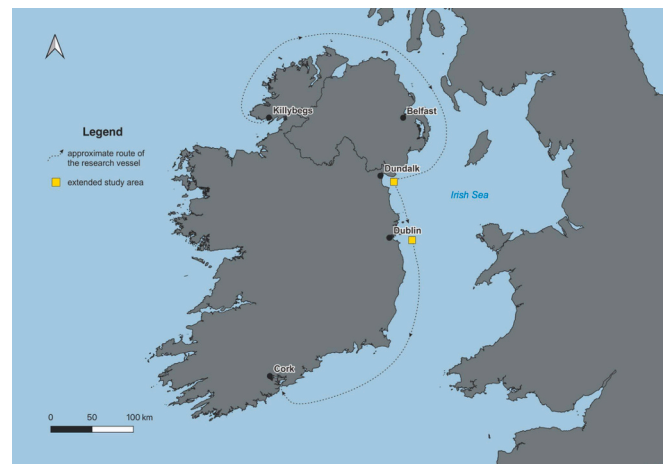 Killybegs
Belfast
Legend
approximate route of
the research vessel
extended study area
Dundalk
Irish Sea
Dublin
Cork
0 50 100 km